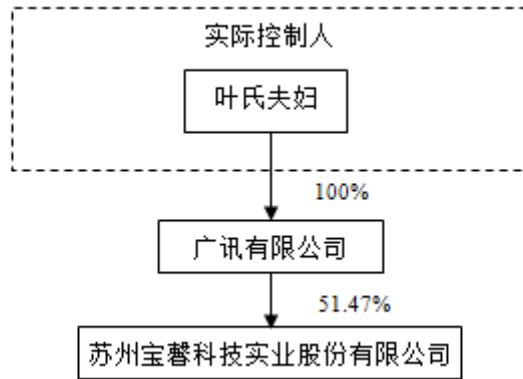 实际控制人
叶氏夫妇
100%
广讯有限公司
51.47%
苏州宝馨科技实业股份有限公司